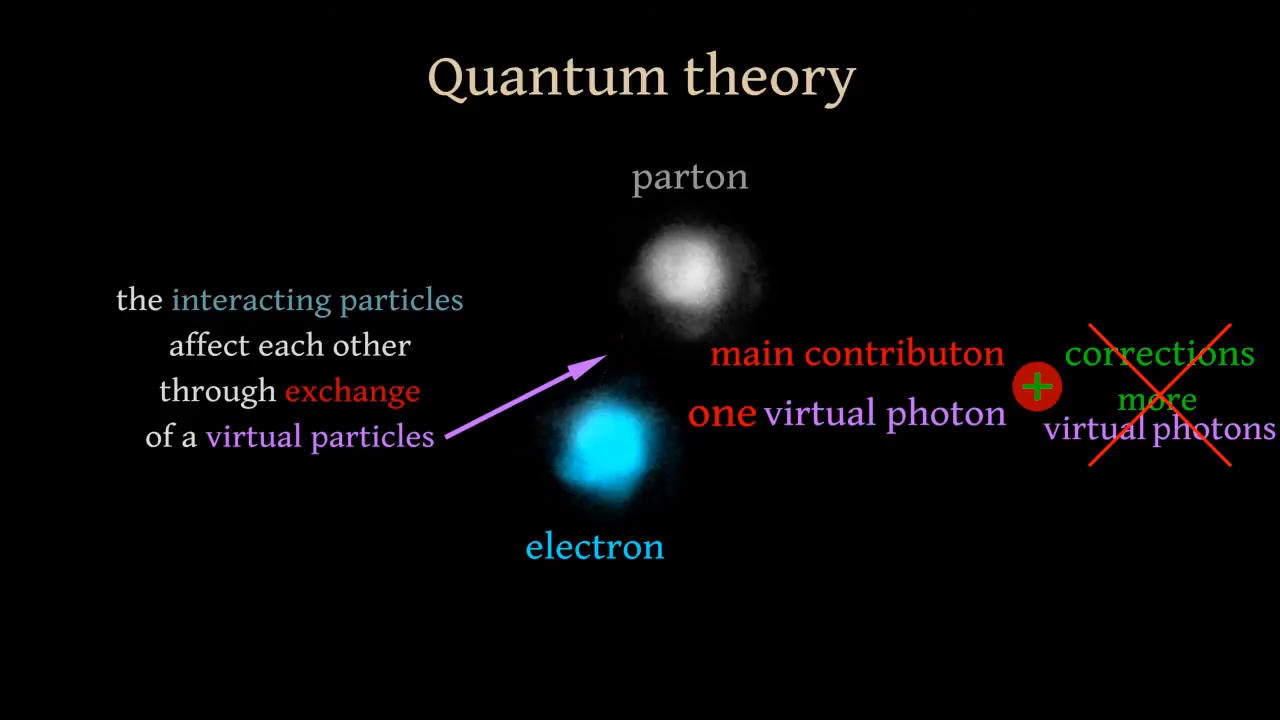 Quantum theory
parton
the interacting particles
affect each other
through exchange
of a virtual particles
main contributon
one virtual photon
+
corrections
more
virtual photons
electron